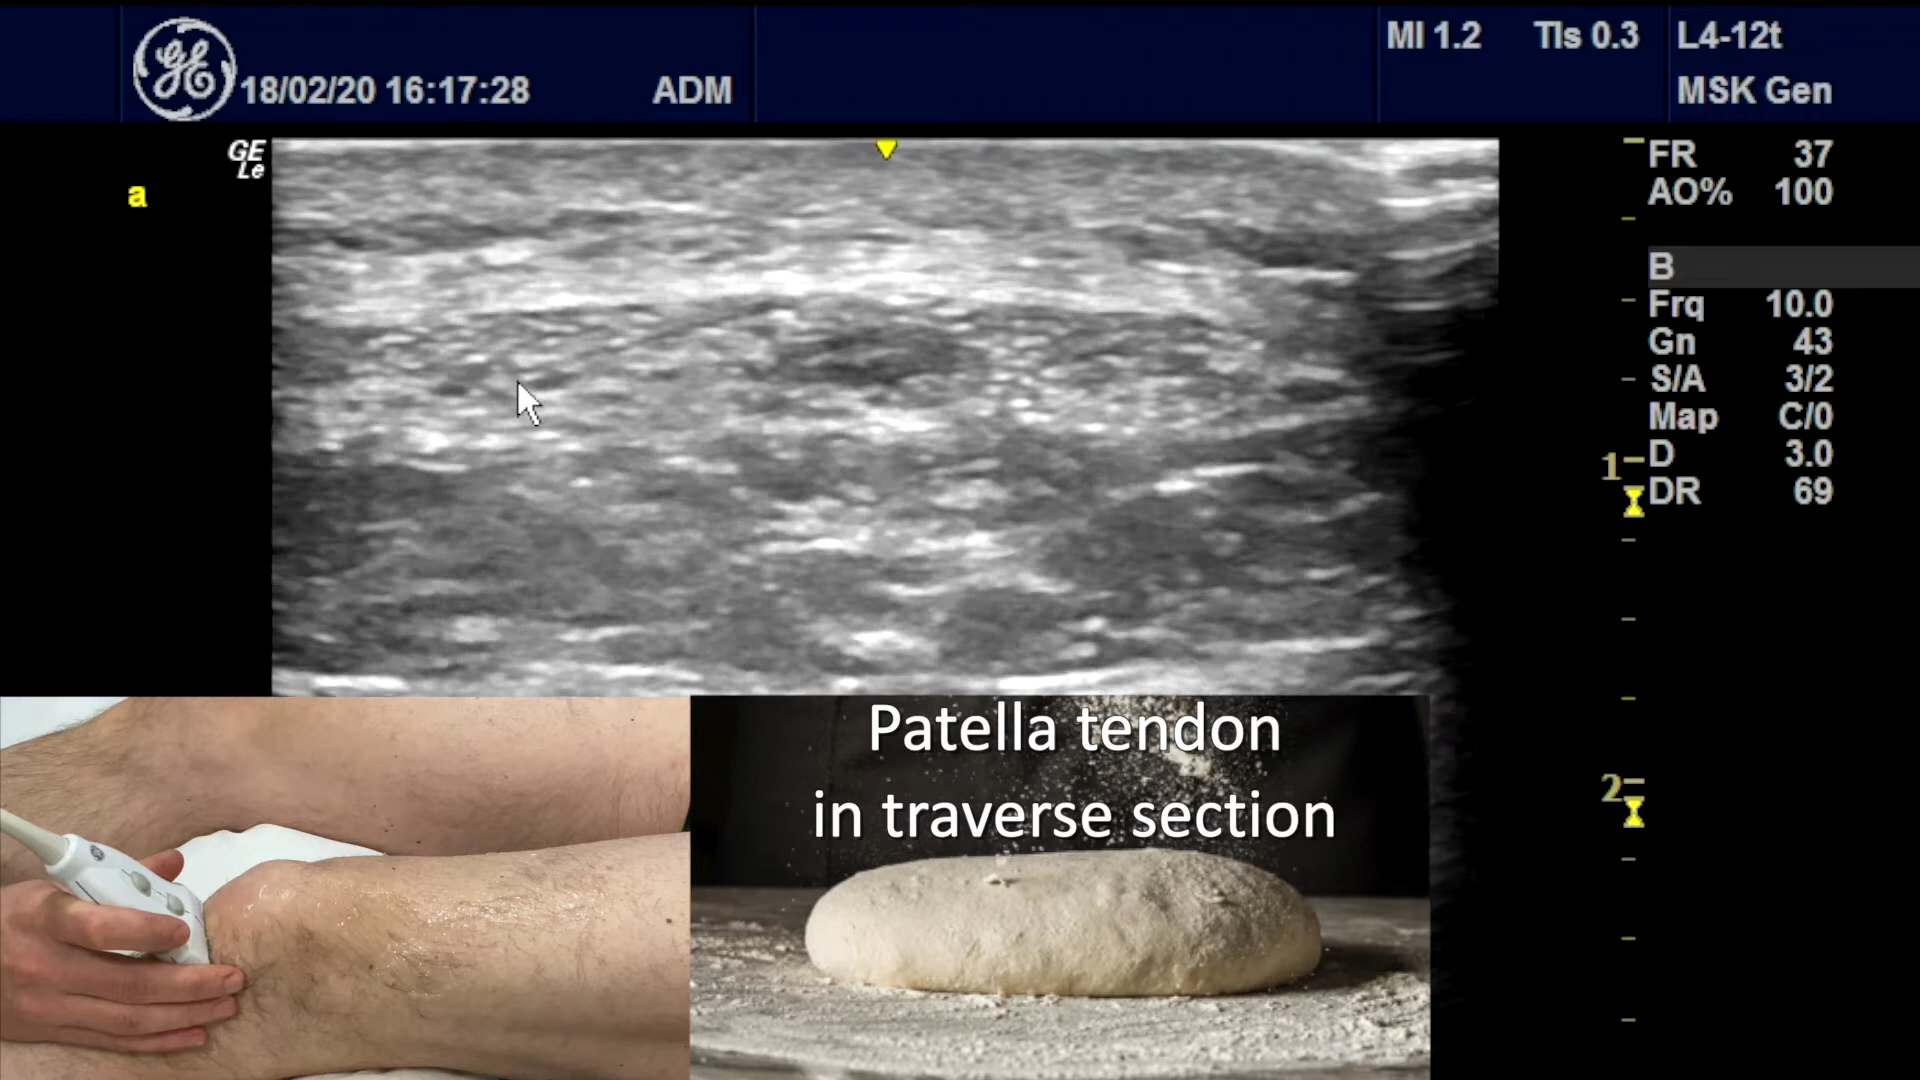 GE
18/02/20 16:17:28
ADM
MI 1.2
TIs 0.3
L4-12t
MSK Gen
GE
Le
a
FR 37
AO% 100
B
Frq 10.0
Gn 43
S/A 3/2
Map C/0
D 3.0
DR 69
1
2
Patella tendon
in traverse section